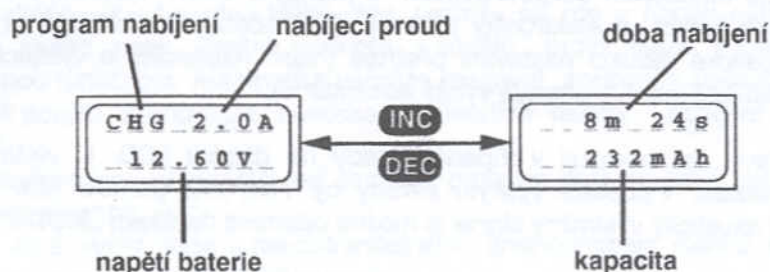 program nabíjení
nabíjecí proud
doba nabíjení
CHG 2.0A
12.60V
INC
DEC
8m 24s
232mAh
napětí baterie
kapacita